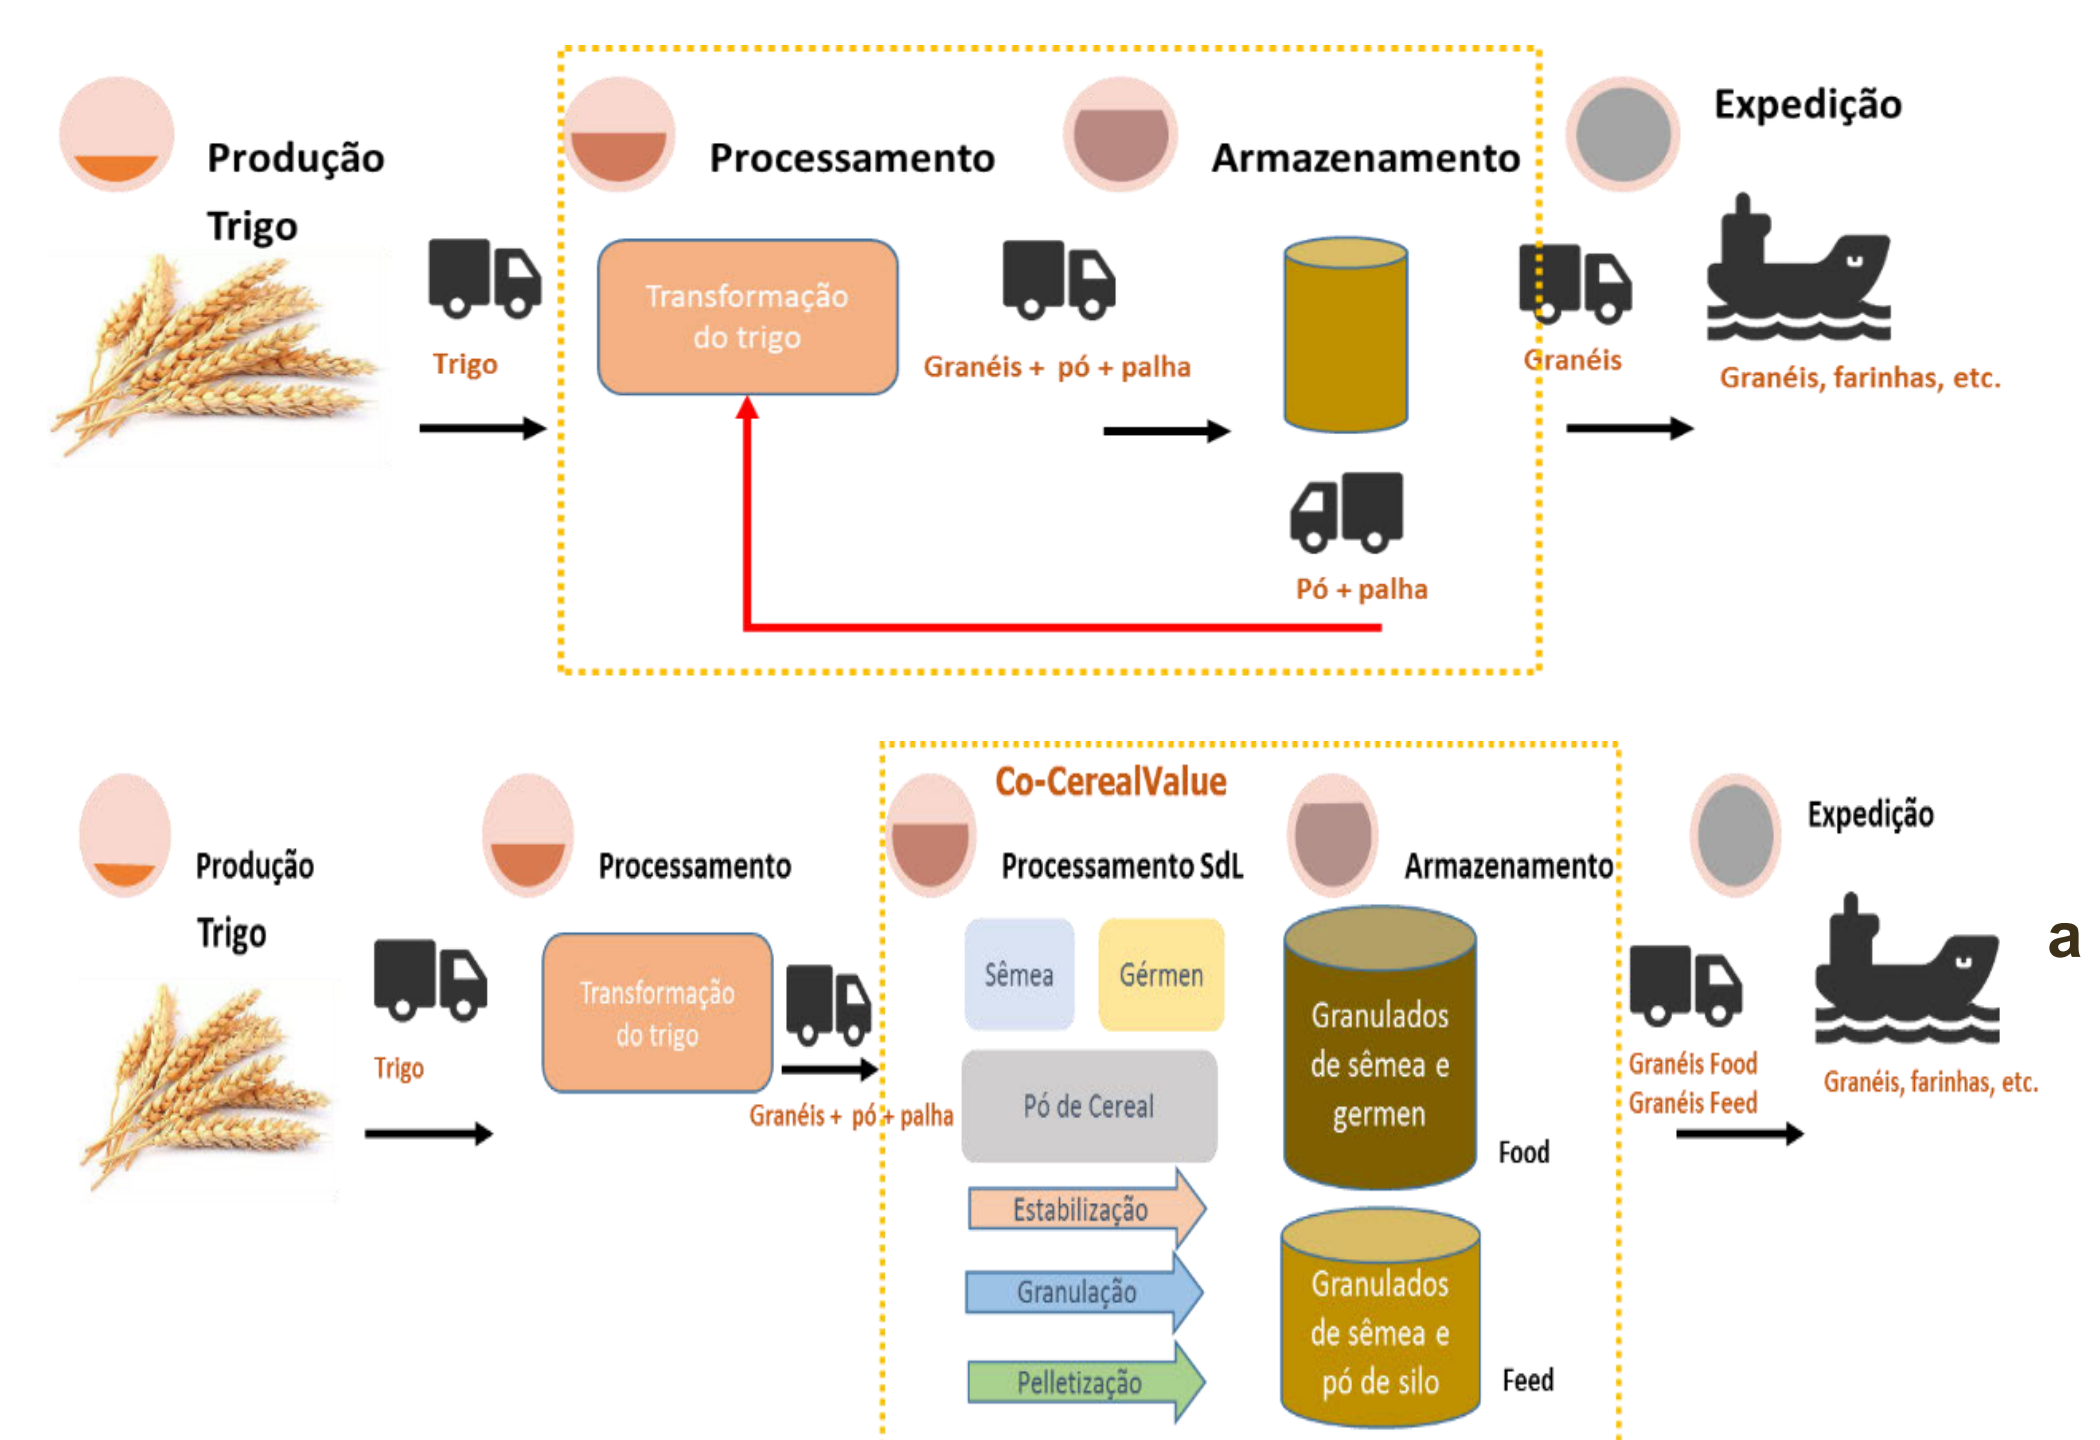 Produção
Trigo
Processamento
Armazenamento
Expedição
Transformação
do trigo
Trigo
Granéis + pó + palha
Granéis
Granéis, farinhas, etc.
Pó + palha
Co-CerealValue
Produção
Trigo
Processamento
Processamento SdL
Armazenamento
Expedição
Trigo
Transformação
do trigo
Granéis + pó + palha
Sêmea
Gérmen
Pó de Cereal
Estabilização
Granulação
Pelletização
Granulados
de sêmea e
germen
Food
Granulados
de sêmea e
pó de silo
Feed
Granéis Food
Granéis Feed
Granéis, farinhas, etc.
a